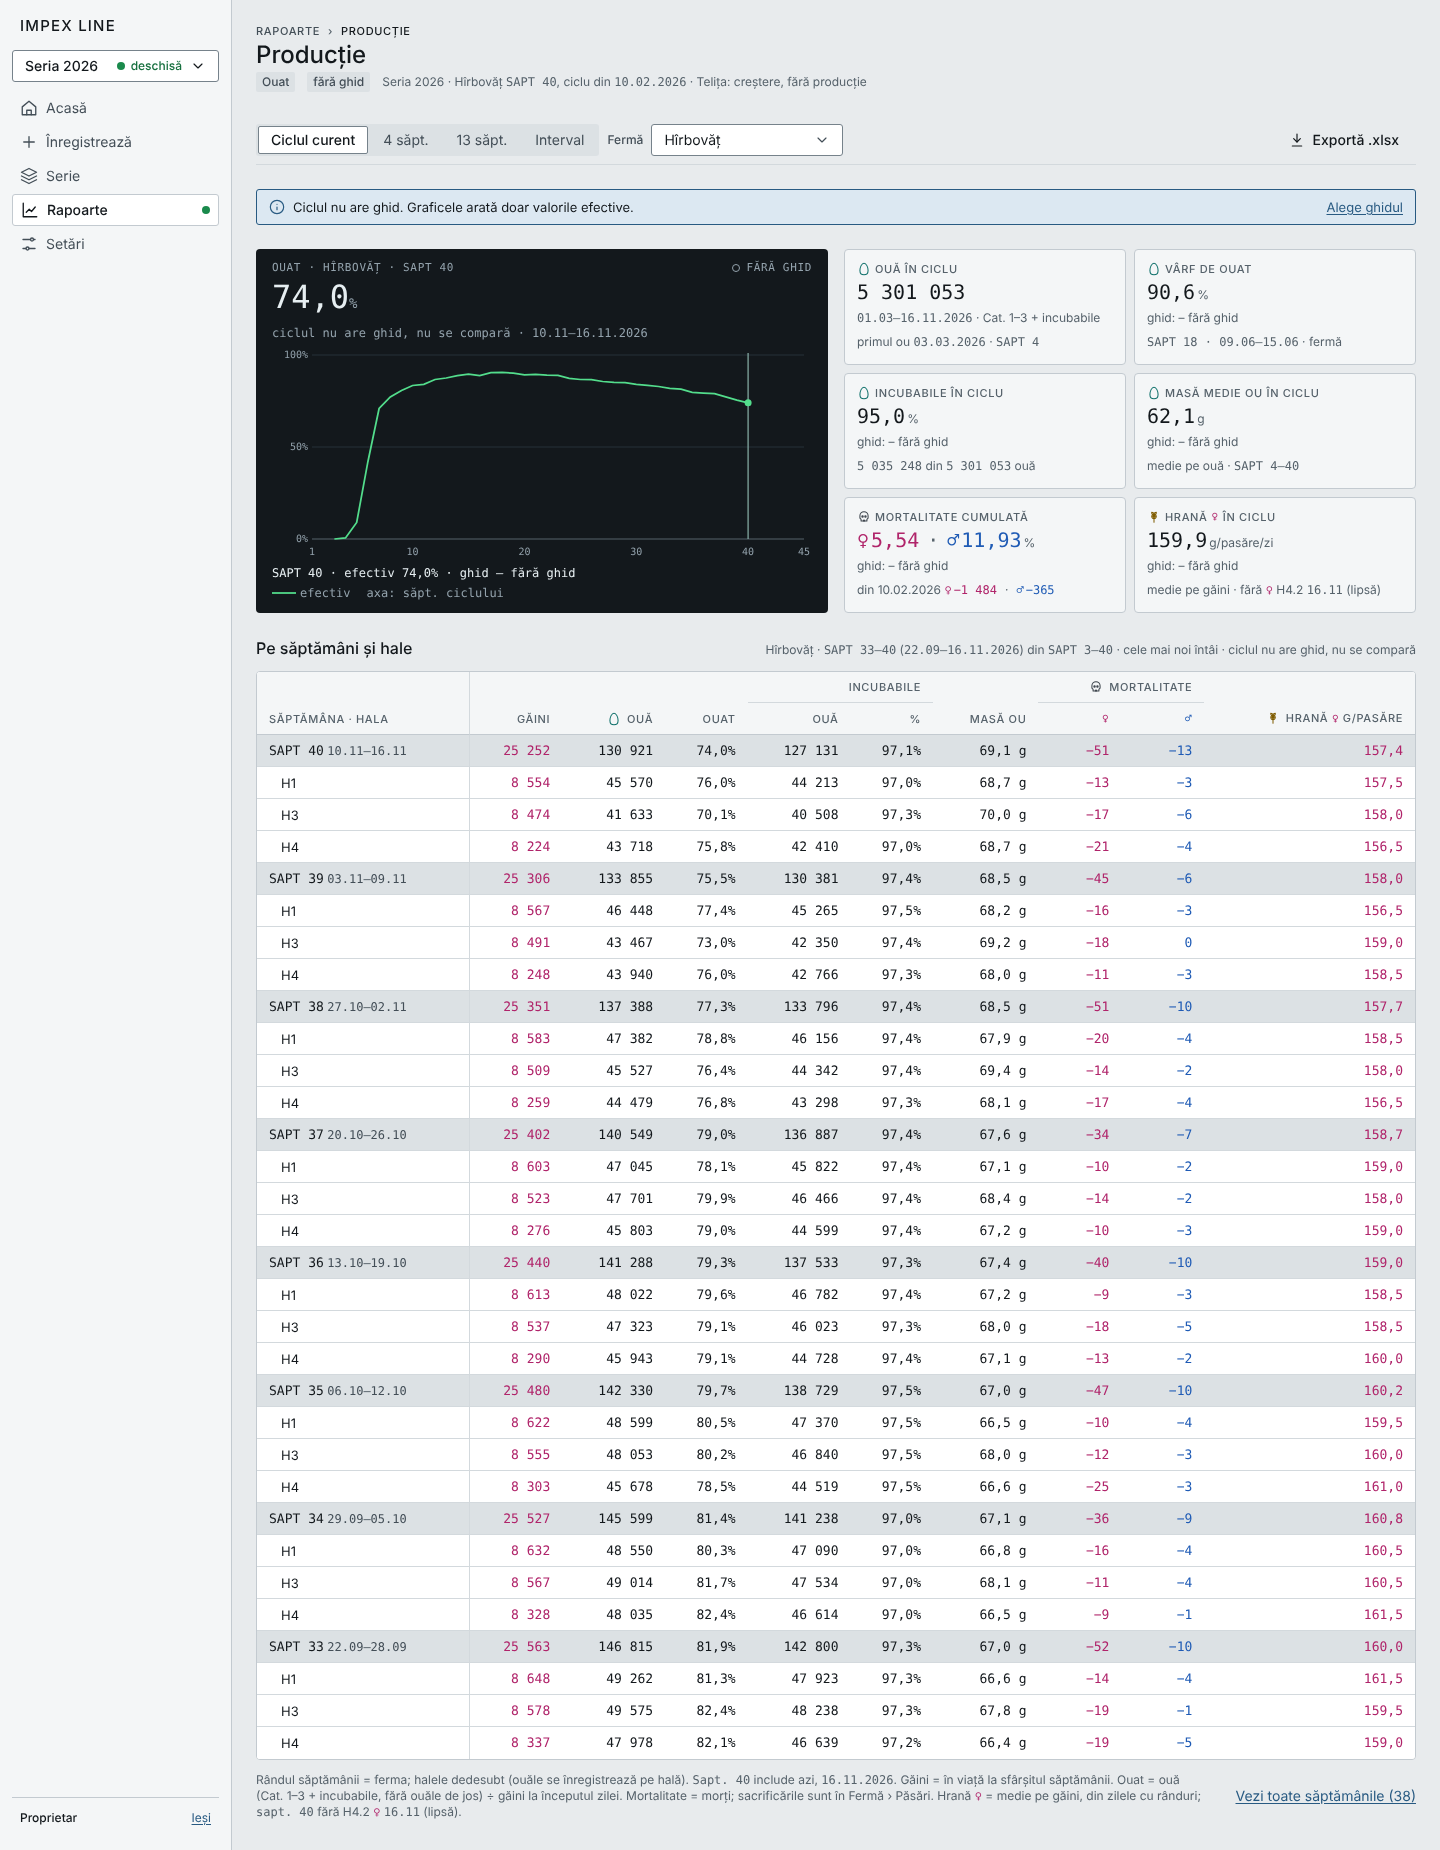 IMPEX LINE
Seria 2026 deschisă
Acasă
Înregistrează
Serie
Rapoarte
Setări
Proprietar Ieși
RAPOARTE › PRODUCȚIE
Producție
Ouat fără ghid Seria 2026 · Hîrbovăț SAPT 40, ciclu din 10.02.2026 · Telița: creștere, fără producție
Ciclul curent 4 săpt. 13 săpt. Interval Fermă Hîrbovăț Exportă .xlsx
Ciclul nu are ghid. Graficele arată doar valorile efective. Alege ghidul
OUAT · HÎRBOVĂȚ · SAPT 40 FĂRĂ GHID
74,0%
ciclul nu are ghid, nu se compară · 10.11–16.11.2026
100%
50%
0%
1 10 20 30 40 45
SAPT 40 · efectiv 74,0% · ghid – fără ghid
efectiv axa: săpt. ciclului
OUĂ ÎN CICLU
5 301 053
01.03–16.11.2026 · Cat. 1–3 + incubabile
primul ou 03.03.2026 · SAPT 4
VÂRF DE OUAT
90,6 %
ghid: – fără ghid
SAPT 18 · 09.06–15.06 · fermă
INCUBABILE ÎN CICLU
95,0 %
ghid: – fără ghid
5 035 248 din 5 301 053 ouă
MASĂ MEDIE OU ÎN CICLU
62,1 g
ghid: – fără ghid
medie pe ouă · SAPT 4–40
MORTALITATE CUMULATĂ
♀5,54 · ♂11,93 %
ghid: – fără ghid
din 10.02.2026 ♀−1 484 · ♂−365
HRANĂ ♀ ÎN CICLU
159,9 g/pasăre/zi
ghid: – fără ghid
medie pe găini · fără ♀ H4.2 16.11 (lipsă)
Pe săptămâni și hale Hîrbovăț · SAPT 33–40 (22.09–16.11.2026) din SAPT 3–40 · cele mai noi întâi · ciclul nu are ghid, nu se compară
INCUBABILE MORTALITATE
SĂPTĂMÂNA · HALA GĂINI OUĂ OUAT OUĂ % MASĂ OU ♀ ♂ HRANĂ ♀ G/PASĂRE
SAPT 40 10.11–16.11 25 252 130 921 74,0% 127 131 97,1% 69,1 g −51 −13 157,4
H1 8 554 45 570 76,0% 44 213 97,0% 68,7 g −13 −3 157,5
H3 8 474 41 633 70,1% 40 508 97,3% 70,0 g −17 −6 158,0
H4 8 224 43 718 75,8% 42 410 97,0% 68,7 g −21 −4 156,5
SAPT 39 03.11–09.11 25 306 133 855 75,5% 130 381 97,4% 68,5 g −45 −6 158,0
H1 8 567 46 448 77,4% 45 265 97,5% 68,2 g −16 −3 156,5
H3 8 491 43 467 73,0% 42 350 97,4% 69,2 g −18 0 159,0
H4 8 248 43 940 76,0% 42 766 97,3% 68,0 g −11 −3 158,5
SAPT 38 27.10–02.11 25 351 137 388 77,3% 133 796 97,4% 68,5 g −51 −10 157,7
H1 8 583 47 382 78,8% 46 156 97,4% 67,9 g −20 −4 158,5
H3 8 509 45 527 76,4% 44 342 97,4% 69,4 g −14 −2 158,0
H4 8 259 44 479 76,8% 43 298 97,3% 68,1 g −17 −4 156,5
SAPT 37 20.10–26.10 25 402 140 549 79,0% 136 887 97,4% 67,6 g −34 −7 158,7
H1 8 603 47 045 78,1% 45 822 97,4% 67,1 g −10 −2 159,0
H3 8 523 47 701 79,9% 46 466 97,4% 68,4 g −14 −2 158,0
H4 8 276 45 803 79,0% 44 599 97,4% 67,2 g −10 −3 159,0
SAPT 36 13.10–19.10 25 440 141 288 79,3% 137 533 97,3% 67,4 g −40 −10 159,0
H1 8 613 48 022 79,6% 46 782 97,4% 67,2 g −9 −3 158,5
H3 8 537 47 323 79,1% 46 023 97,3% 68,0 g −18 −5 158,5
H4 8 290 45 943 79,1% 44 728 97,4% 67,1 g −13 −2 160,0
SAPT 35 06.10–12.10 25 480 142 330 79,7% 138 729 97,5% 67,0 g −47 −10 160,2
H1 8 622 48 599 80,5% 47 370 97,5% 66,5 g −10 −4 159,5
H3 8 555 48 053 80,2% 46 840 97,5% 68,0 g −12 −3 160,0
H4 8 303 45 678 78,5% 44 519 97,5% 66,6 g −25 −3 161,0
SAPT 34 29.09–05.10 25 527 145 599 81,4% 141 238 97,0% 67,1 g −36 −9 160,8
H1 8 632 48 550 80,3% 47 090 97,0% 66,8 g −16 −4 160,5
H3 8 567 49 014 81,7% 47 534 97,0% 68,1 g −11 −4 160,5
H4 8 328 48 035 82,4% 46 614 97,0% 66,5 g −9 −1 161,5
SAPT 33 22.09–28.09 25 563 146 815 81,9% 142 800 97,3% 67,0 g −52 −10 160,0
H1 8 648 49 262 81,3% 47 923 97,3% 66,6 g −14 −4 161,5
H3 8 578 49 575 82,4% 48 238 97,3% 67,8 g −19 −1 159,5
H4 8 337 47 978 82,1% 46 639 97,2% 66,4 g −19 −5 159,0
Rândul săptămânii = ferma; halele dedesubt (ouăle se înregistrează pe hală). Sapt. 40 include azi, 16.11.2026. Găini = în viață la sfârșitul săptămânii. Ouat = ouă
(Cat. 1–3 + incubabile, fără ouăle de jos) ÷ găini la începutul zilei. Mortalitate = morți; sacrificările sunt în Fermă › Păsări. Hrană ♀ = medie pe găini, din zilele cu rânduri;
sapt. 40 fără H4.2 ♀ 16.11 (lipsă).
Vezi toate săptămânile (38)